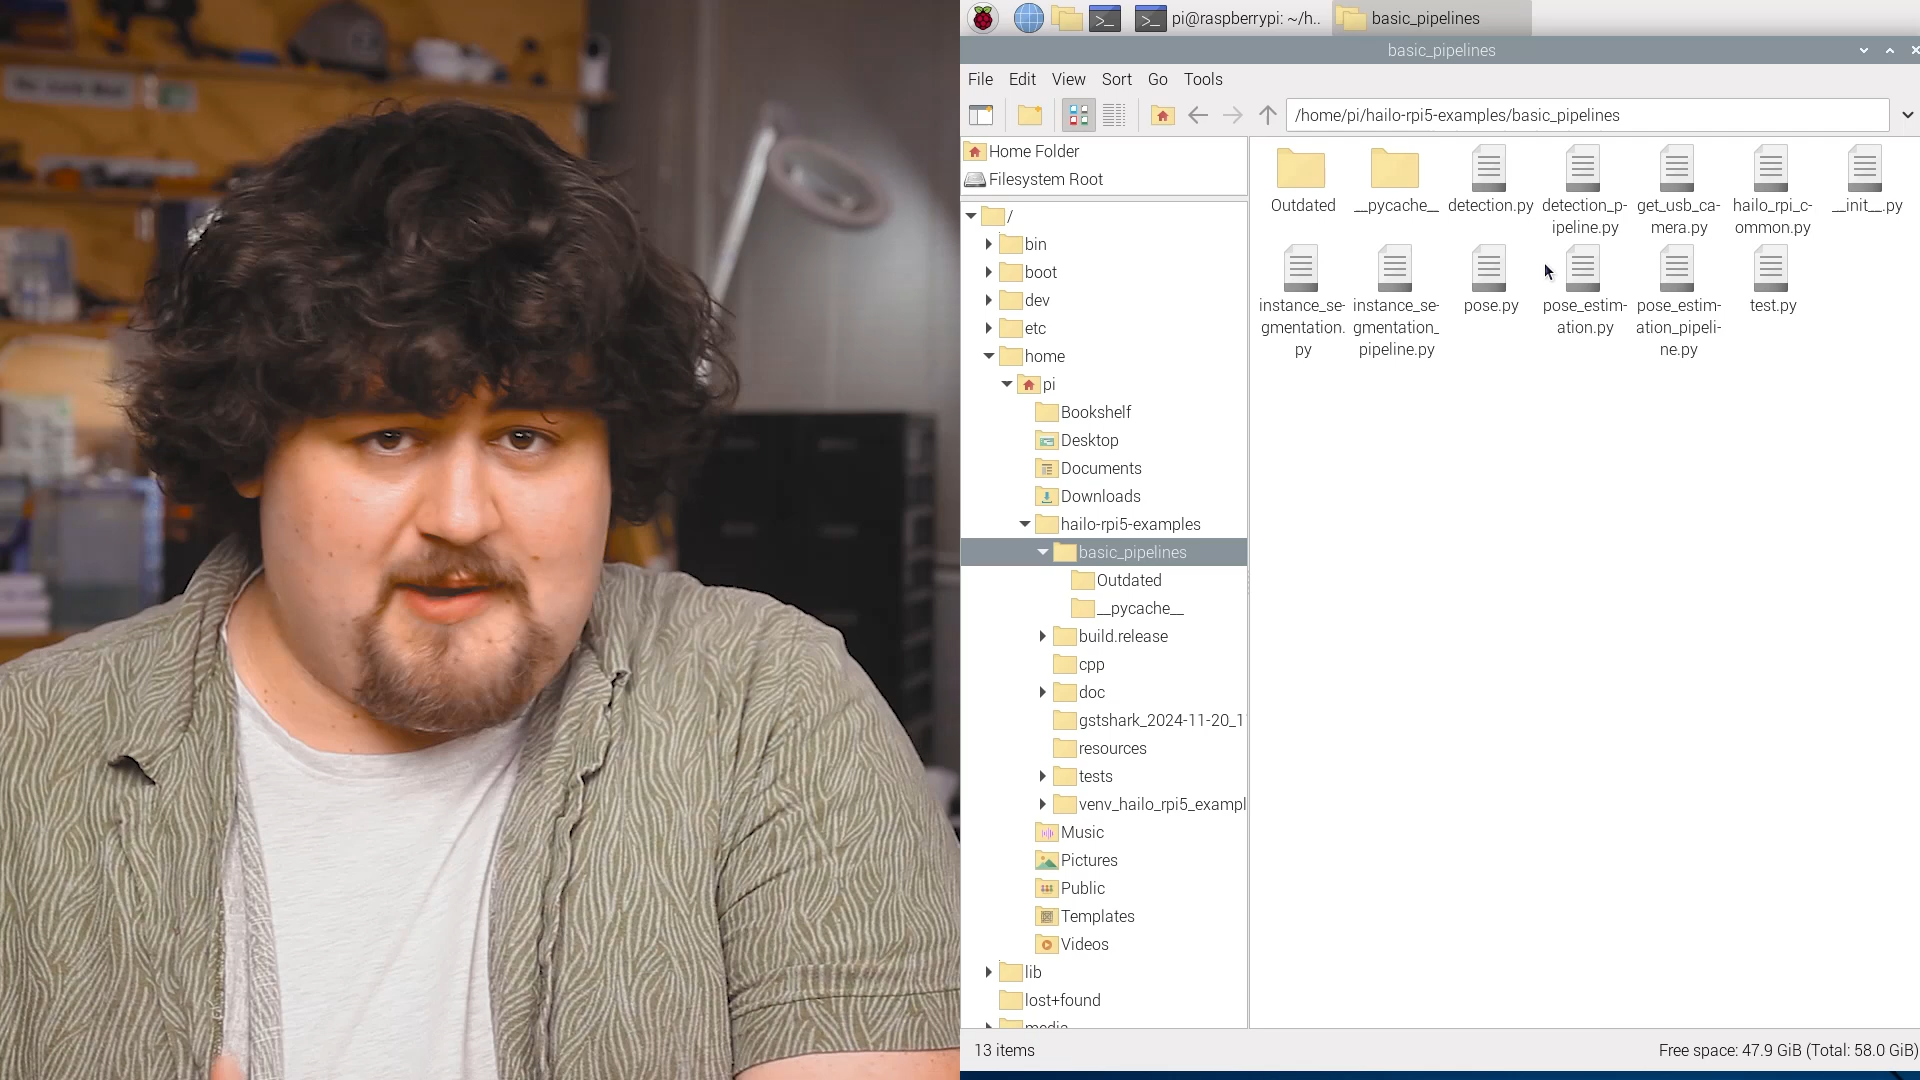 pi@raspberrypi: ~/h..
basic_pipelines
basic_pipelines
File Edit View Sort Go Tools
/home/pi/hailo-rpi5-examples/basic_pipelines
Home Folder
Filesystem Root
/
bin
boot
dev
etc
home
pi
Bookshelf
Desktop
Documents
Downloads
hailo-rpi5-examples
basic_pipelines
Outdated
__pycache__
build.release
cpp
doc
gstshark_2024-11-20_1
resources
tests
venv_hailo_rpi5_exampl
Music
Pictures
Public
Templates
Videos
lib
lost+found
media
Outdated
__pycache__
detection.py
detection_p-
ipeline.py
get_usb_ca-
mera.py
hailo_rpi_c-
ommon.py
__init__.py
instance_se-
gmentation.
py
instance_se-
gmentation_
pipeline.py
pose.py
pose_estim-
ation.py
pose_estim-
ation_pipeli-
ne.py
test.py
13 items
Free space: 47.9 GiB (Total: 58.0 GiB)